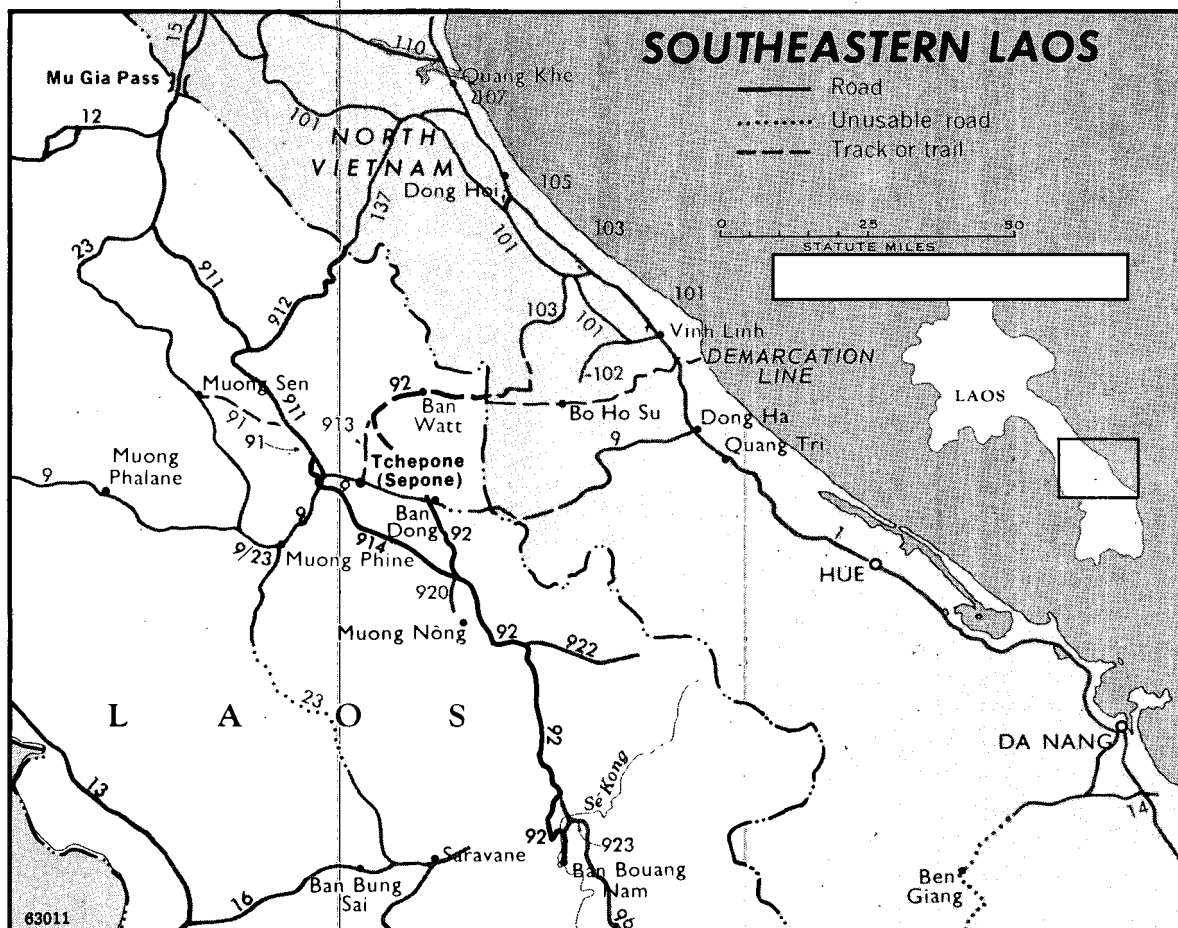 SOUTHEASTERN LAOS
Road
Unusable road
Track or trail
0 25 50
STATUTE MILES
LAOS
15
110
Mu Gia Pass
Quang Khe
107
12
101
NORTH
VIETNAM
Dong Hoi
105
137
23
101
103
911
912
103
101
101
Vinh Linh
102
DEMARCATION
LINE
Muong Sen
91
911
92
Ban
Watt
Bo Ho Su
913
91
Dong Ha
9
Quang Tri
Muong
Phalane
9
Tchepone
(Sepone)
9
9
Ban
Dong
92
914
1
9/23
Muong Phine
HÜE
920
Muong Nông
92
922
23
L A O S
92
DA NANG
13
Sé Kong
14
92
923
Saravane
Ban Bouang
Nam
Ban Bung
Sai
16
Ben
Giang
96
63011